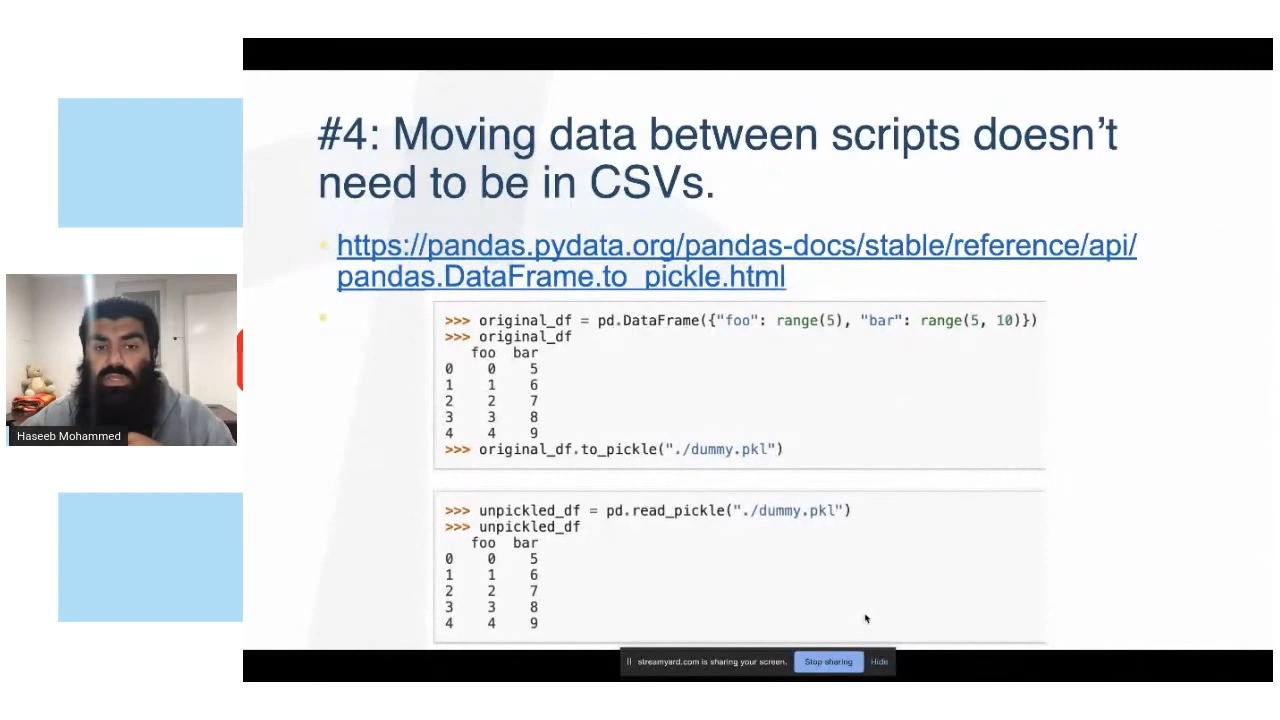 #4: Moving data between scripts doesn’t
need to be in CSVs.
https://pandas.pydata.org/pandas-docs/stable/reference/api/
pandas.DataFrame.to_pickle.html
>>> original_df = pd.DataFrame({"foo": range(5), "bar": range(5, 10)})
>>> original_df
foo bar
0 0 5
1 1 6
2 2 7
3 3 8
4 4 9
>>> original_df.to_pickle("./dummy.pkl")
>>> unpickled_df = pd.read_pickle("./dummy.pkl")
>>> unpickled_df
foo bar
0 0 5
1 1 6
2 2 7
3 3 8
4 4 9
Haseeb Mohammed
streamyard.com is sharing your screen. Stop sharing Hide